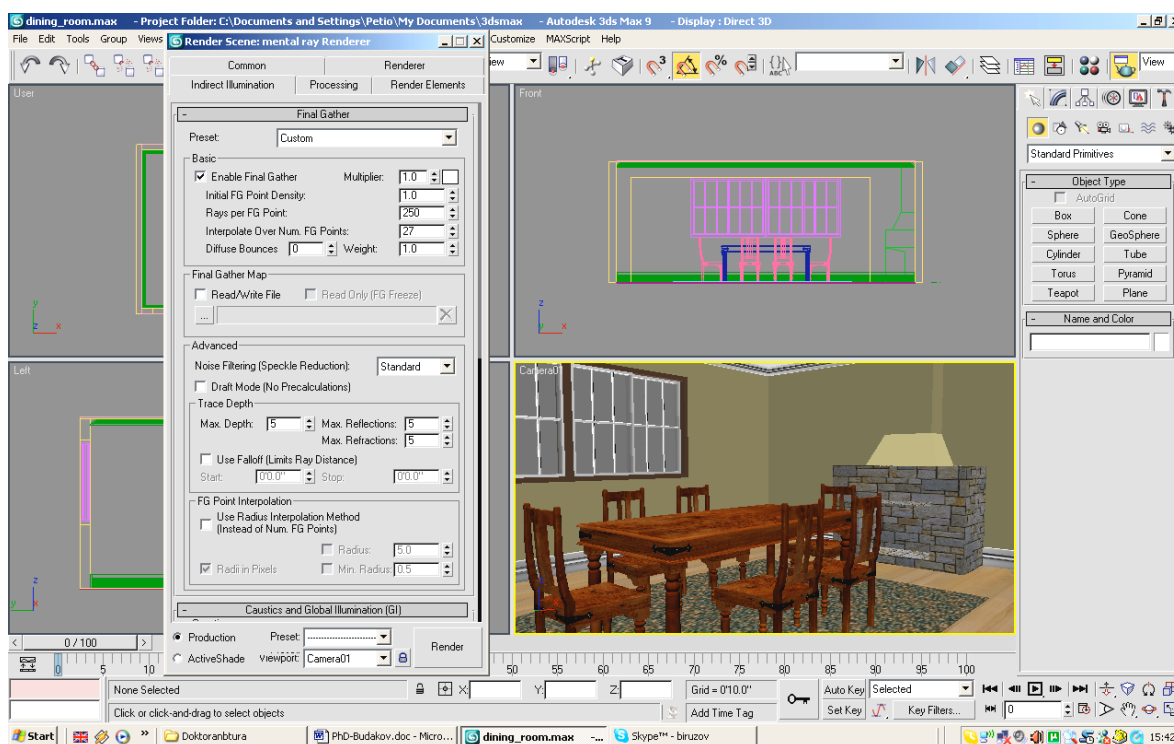 dining_room.max - Project Folder: C:\Documents and Settings\Petio\My Documents\3dsmax - Autodesk 3ds Max 9 - Display : Direct 3D
File Edit Tools Group Views
Customize MAXScript Help
View
Render Scene: mental ray Renderer
Common Renderer
Indirect Illumination Processing Render Elements
- Final Gather
Preset: Custom
Basic
Enable Final Gather Multiplier: 1.0
Initial FG Point Density: 1.0
Rays per FG Point: 250
Interpolate Over Num. FG Points: 27
Diffuse Bounces 0 Weight: 1.0
Final Gather Map
Read/Write File Read Only (FG Freeze)
...
Advanced
Noise Filtering (Speckle Reduction): Standard
Draft Mode (No Precalculations)
Trace Depth
Max. Depth: 5 Max. Reflections: 5
Max. Refractions: 5
Use Falloff (Limits Ray Distance)
Start: 0'0.0" Stop: 0'0.0"
FG Point Interpolation
Use Radius Interpolation Method
(Instead of Num. FG Points)
Radius: 5.0
Radii in Pixels Min. Radius: 0.5
- Caustics and Global Illumination (GI)
Production Preset: --------------------
ActiveShade Viewport: Camera01
Render
User
y
z x
Left
z
y x
Front
z
y x
Camera01
z
x
Standard Primitives
- Object Type
AutoGrid
Box Cone
Sphere GeoSphere
Cylinder Tube
Torus Pyramid
Teapot Plane
- Name and Color
< 0 / 100 >
0 5 10 50 55 60 65 70 75 80 85 90 95 100
None Selected X: Y: Z: Grid = 0'10.0" Auto Key Selected
Click or click-and-drag to select objects Add Time Tag Set Key Key Filters... 0
Start » Doktoranbtura PhD-Budakov.doc - Micro... dining_room.max -... Skype™ - biruzov 15:42